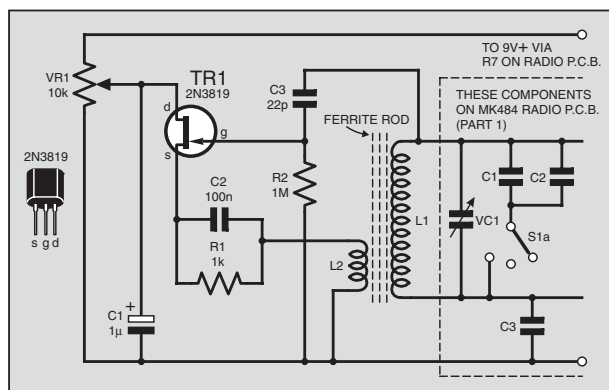 TO 9V+ VIA
R7 ON RADIO P.C.B.
VR1
10k
TR1
2N3819
d
g
s
C3
22p
THESE COMPONENTS
ON MK484 RADIO P.C.B.
(PART 1)
FERRITE ROD
2N3819
s g d
C2
100n
R1
1k
R2
1M
L2
L1
VC1
C1
C2
S1a
C1
1µ
+
C3